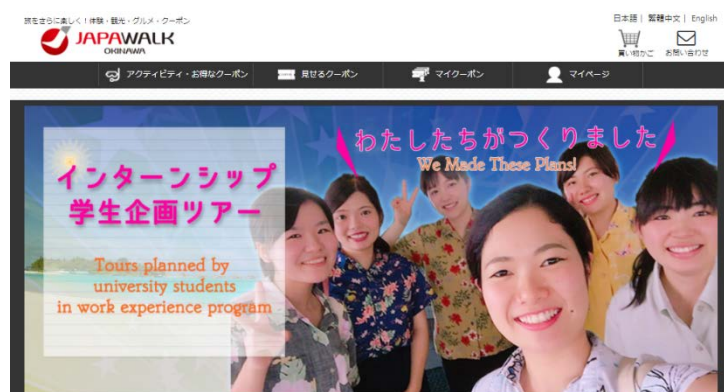 旅をさらに楽しく！体験・観光・グルメ・クーポン
日本語 | 繁體中文 | English
JAPAWALK
OKINAWA
買い物かご お問い合わせ
アクティビティ・お得なクーポン 見せるクーポン マイクーポン マイページ
わたしたちがつくりました
We Made These Plans!
インターンシップ
学生企画ツアー
Tours planned by
university students
in work experience program